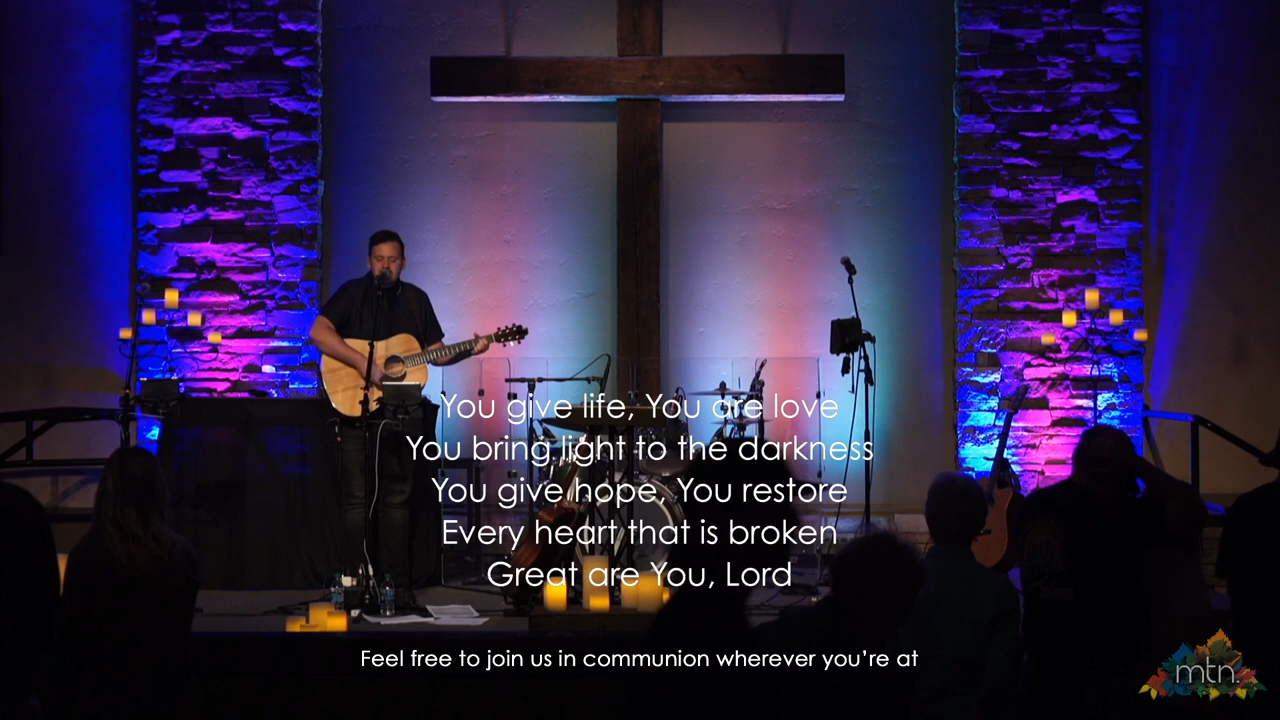 You give life, You are love
You bring light to the darkness
You give hope, You restore
Every heart that is broken
Great are You, Lord
Feel free to join us in communion wherever you’re at
mtn.